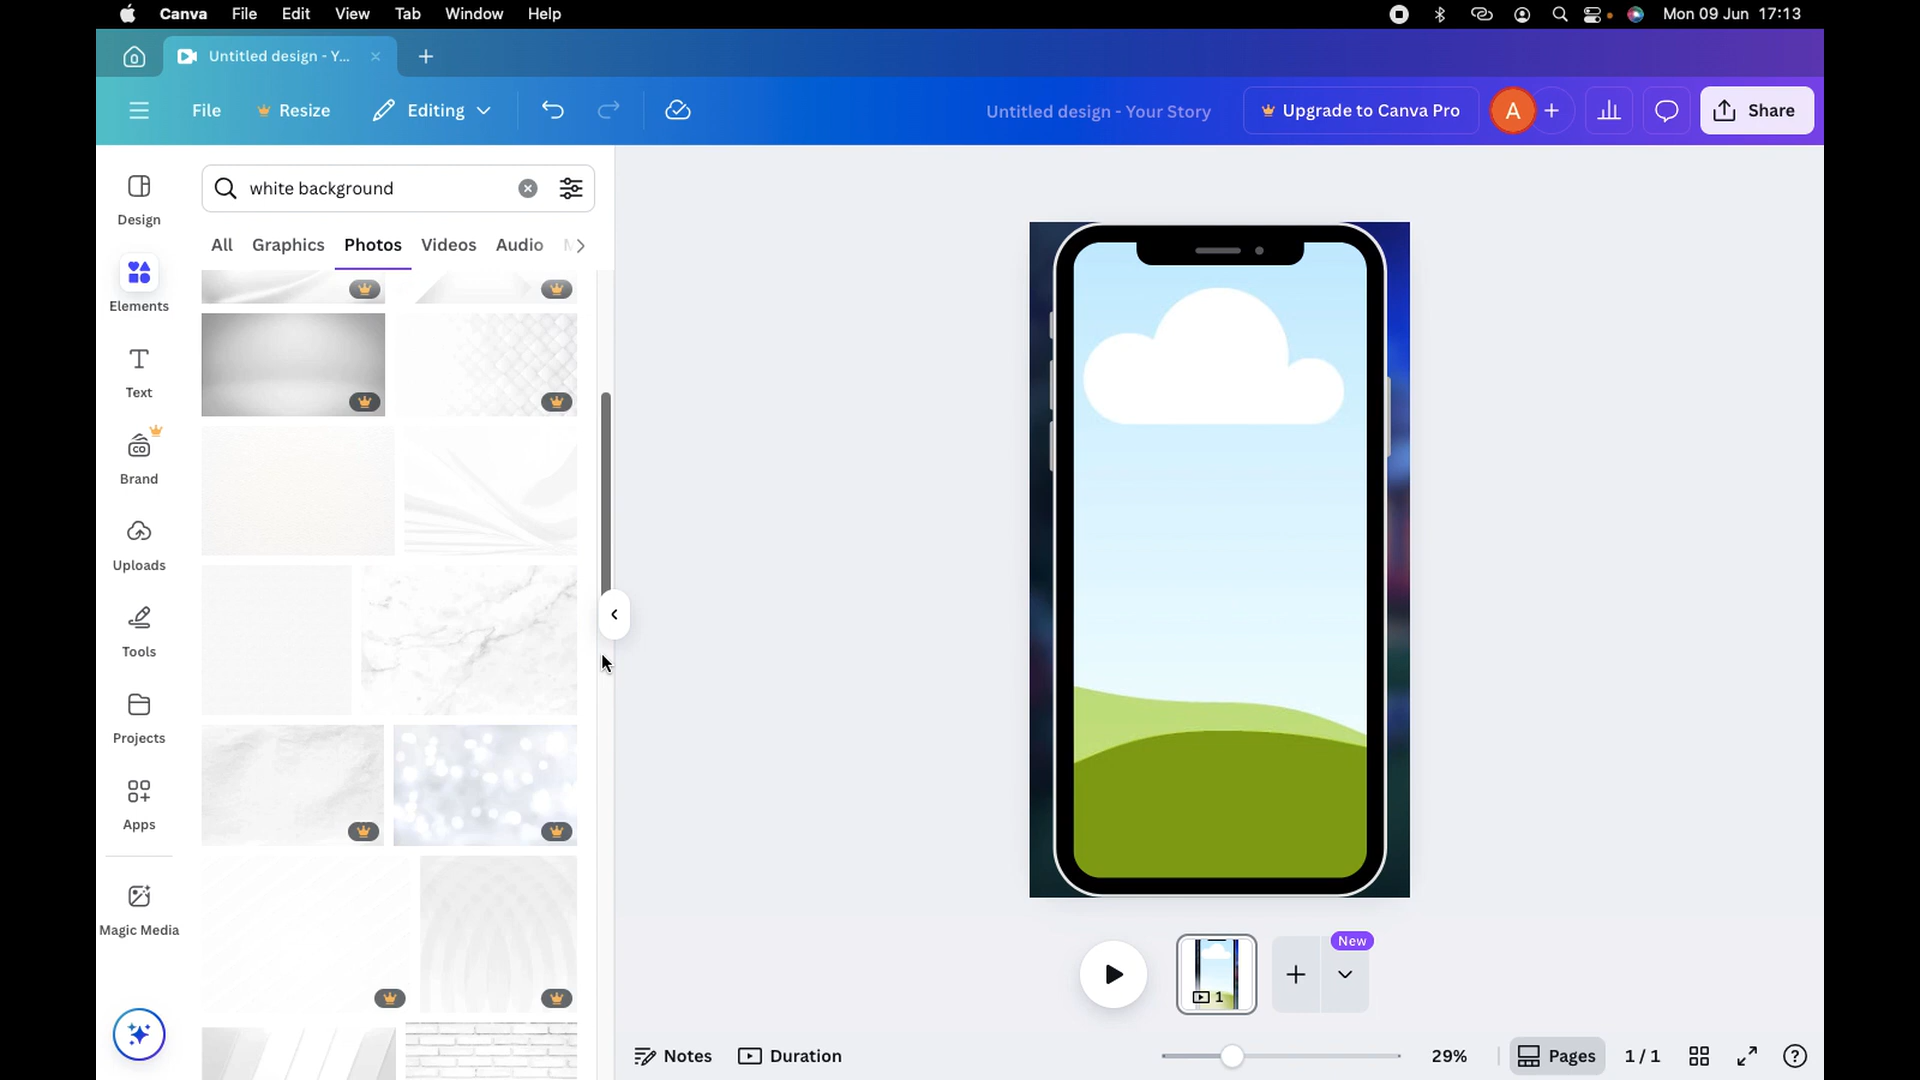 Canva File Edit View Tab Window Help Mon 09 Jun 17:13
Untitled design - Y...
File Resize Editing Untitled design - Your Story Upgrade to Canva Pro A Share
white background
All Graphics Photos Videos Audio
Design
Elements
Text
Brand
Uploads
Tools
Projects
Apps
Magic Media
New
1
Notes Duration 29% Pages 1 / 1